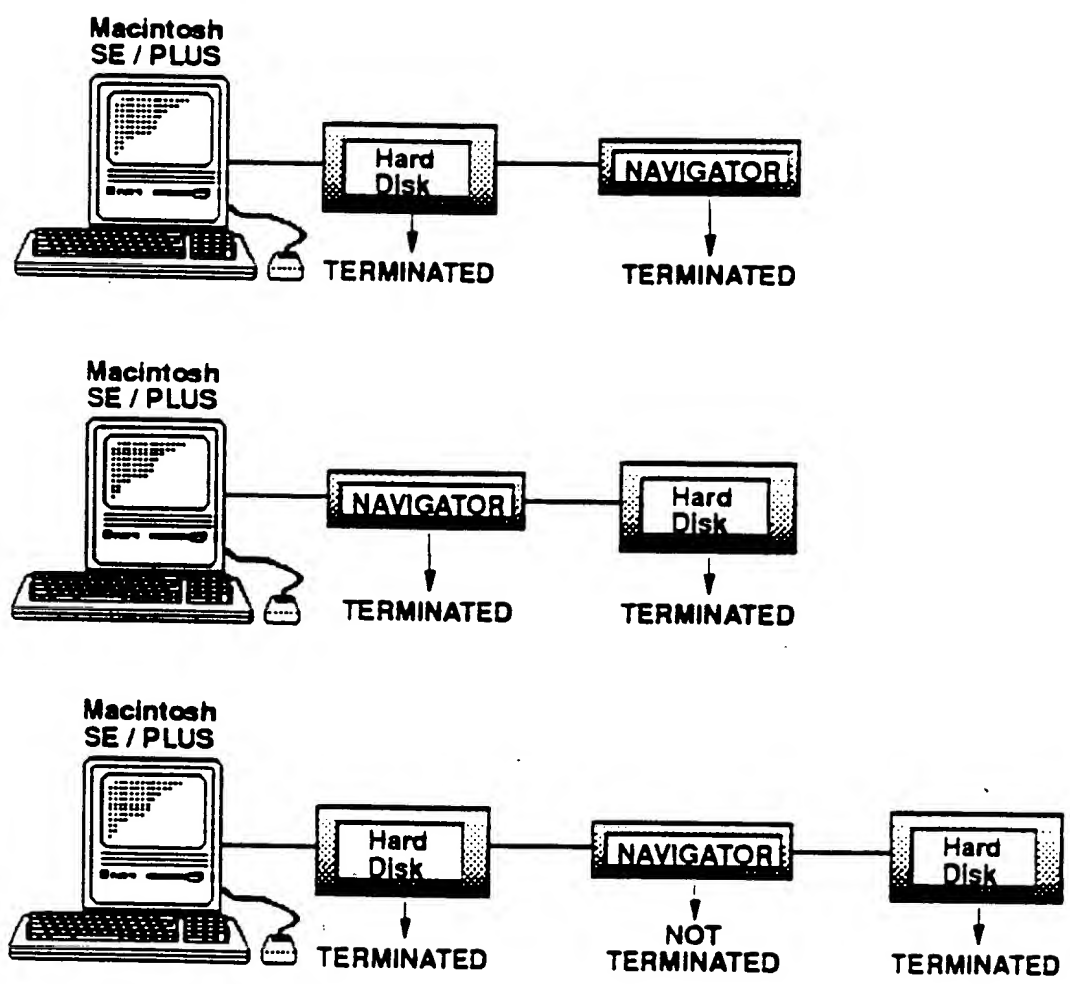 Macintosh
SE / PLUS
Hard
Disk
NAVIGATOR
TERMINATED
TERMINATED
Macintosh
SE / PLUS
NAVIGATOR
Hard
Disk
TERMINATED
TERMINATED
Macintosh
SE / PLUS
Hard
Disk
NAVIGATOR
Hard
Disk
TERMINATED
NOT
TERMINATED
TERMINATED